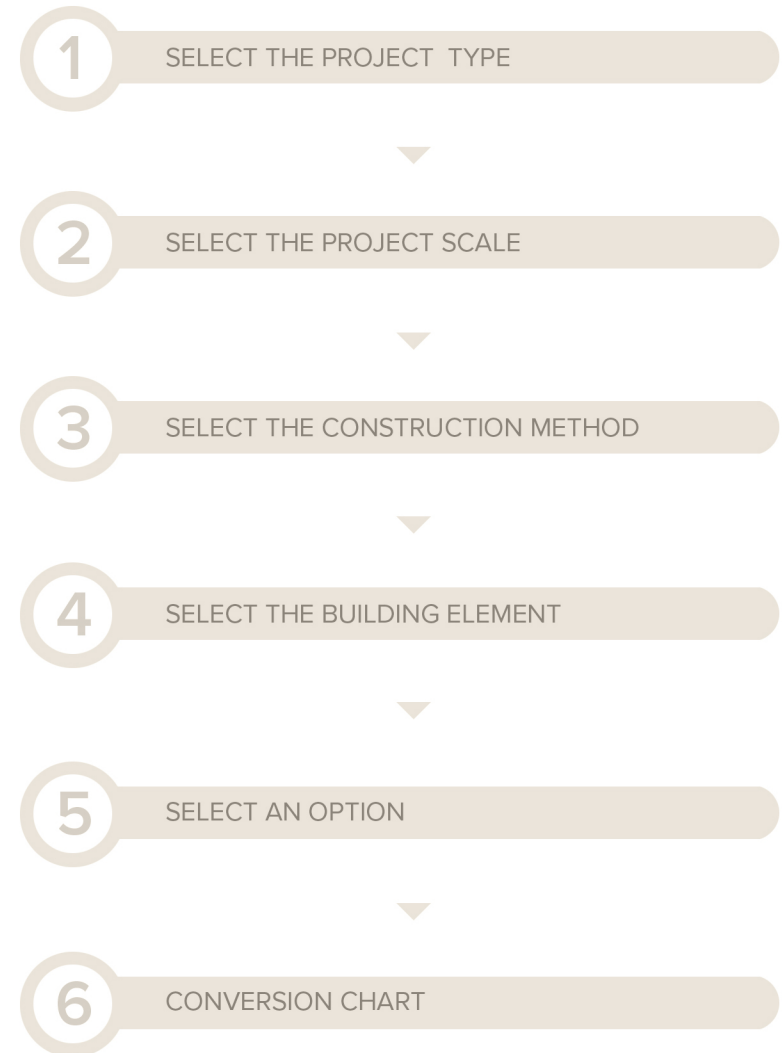 1
SELECT THE PROJECT TYPE
2
SELECT THE PROJECT SCALE
3
SELECT THE CONSTRUCTION METHOD
4
SELECT THE BUILDING ELEMENT
5
SELECT AN OPTION
6
CONVERSION CHART